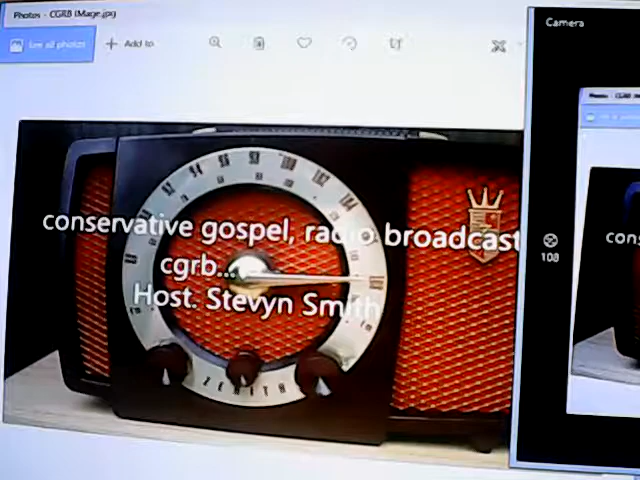 Photos - CGRB IMage.jpg
See all photos
Add to
Camera
conservative gospel, radio broadcast
cgrb...
Host. Stevyn Smith
ZENITH
108
cons